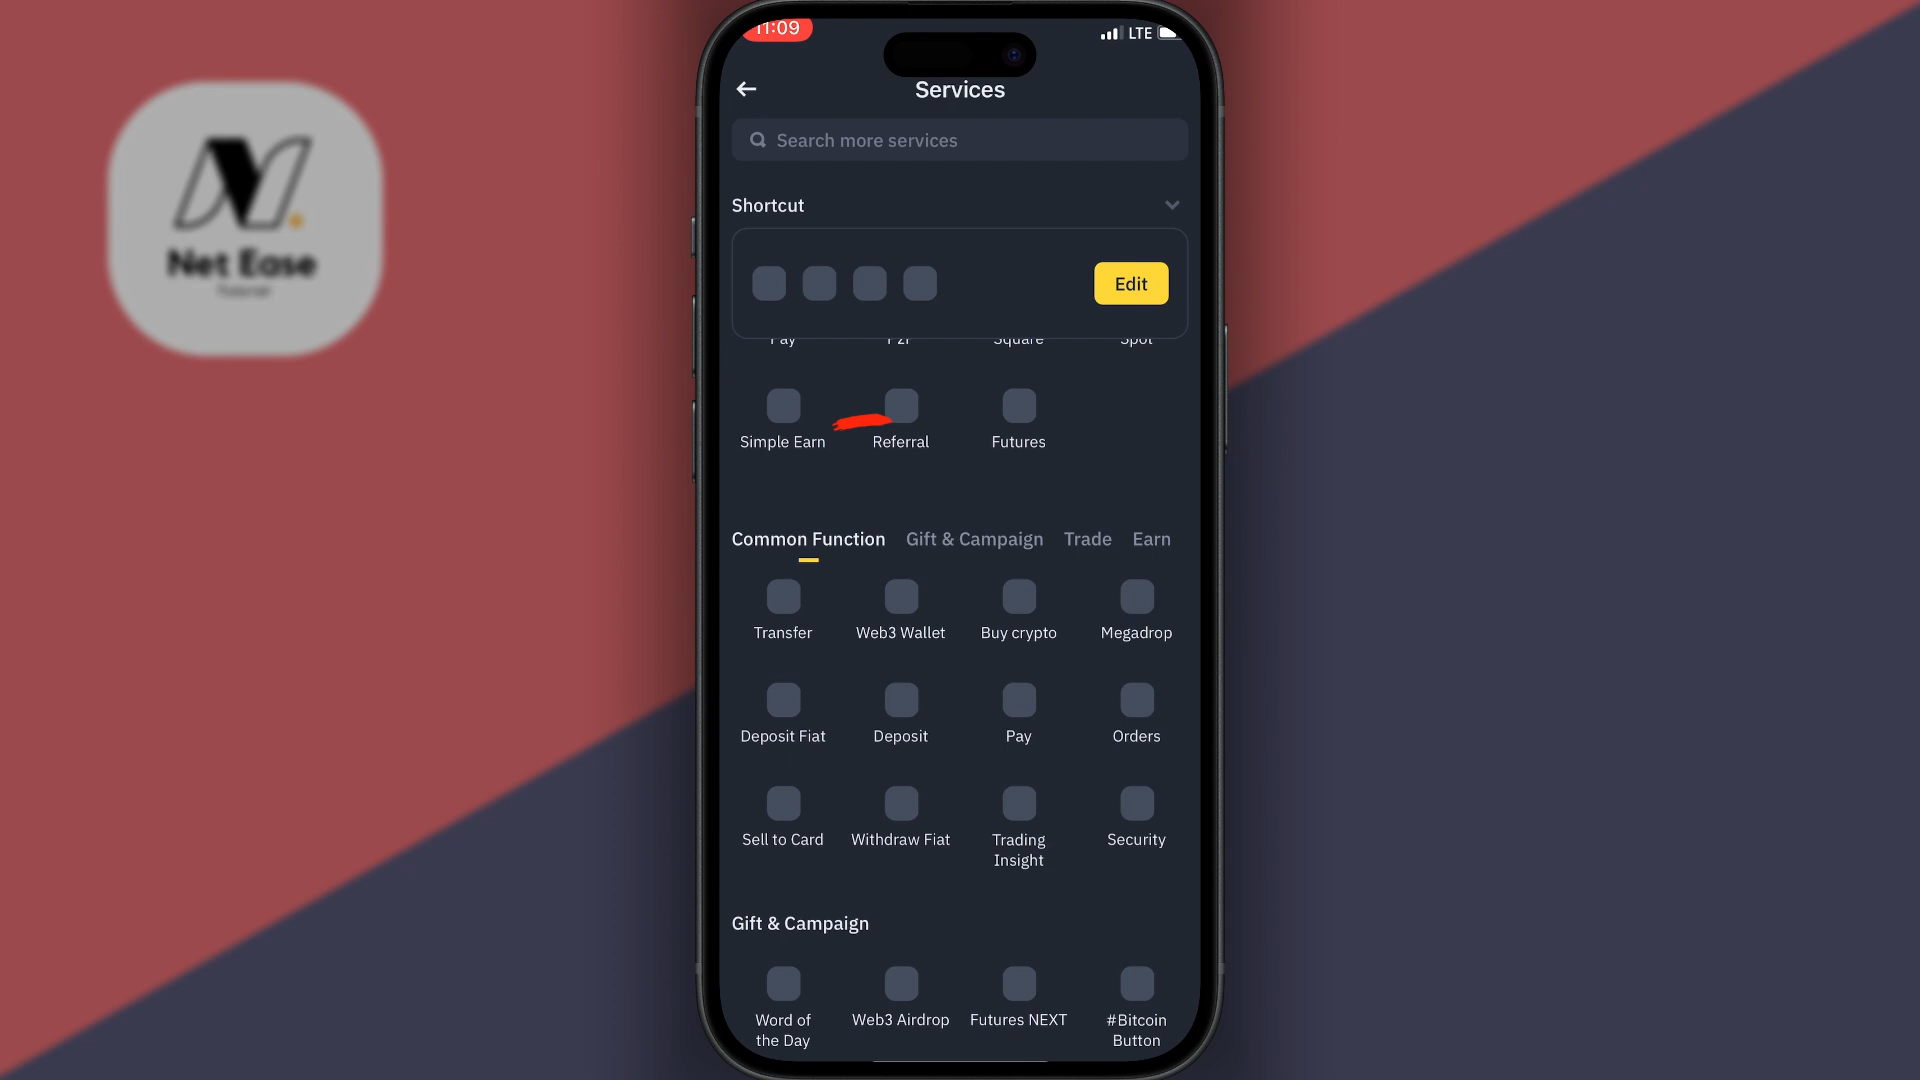 11:09
LTE
Services
Search more services
Shortcut
Edit
Pay P2P Square Spot
Simple Earn Referral Futures
Common Function Gift & Campaign Trade Earn
Transfer Web3 Wallet Buy crypto Megadrop
Deposit Fiat Deposit Pay Orders
Sell to Card Withdraw Fiat Trading Insight Security
Gift & Campaign
Word of the Day Web3 Airdrop Futures NEXT #Bitcoin Button
Net Ease
Tutorial